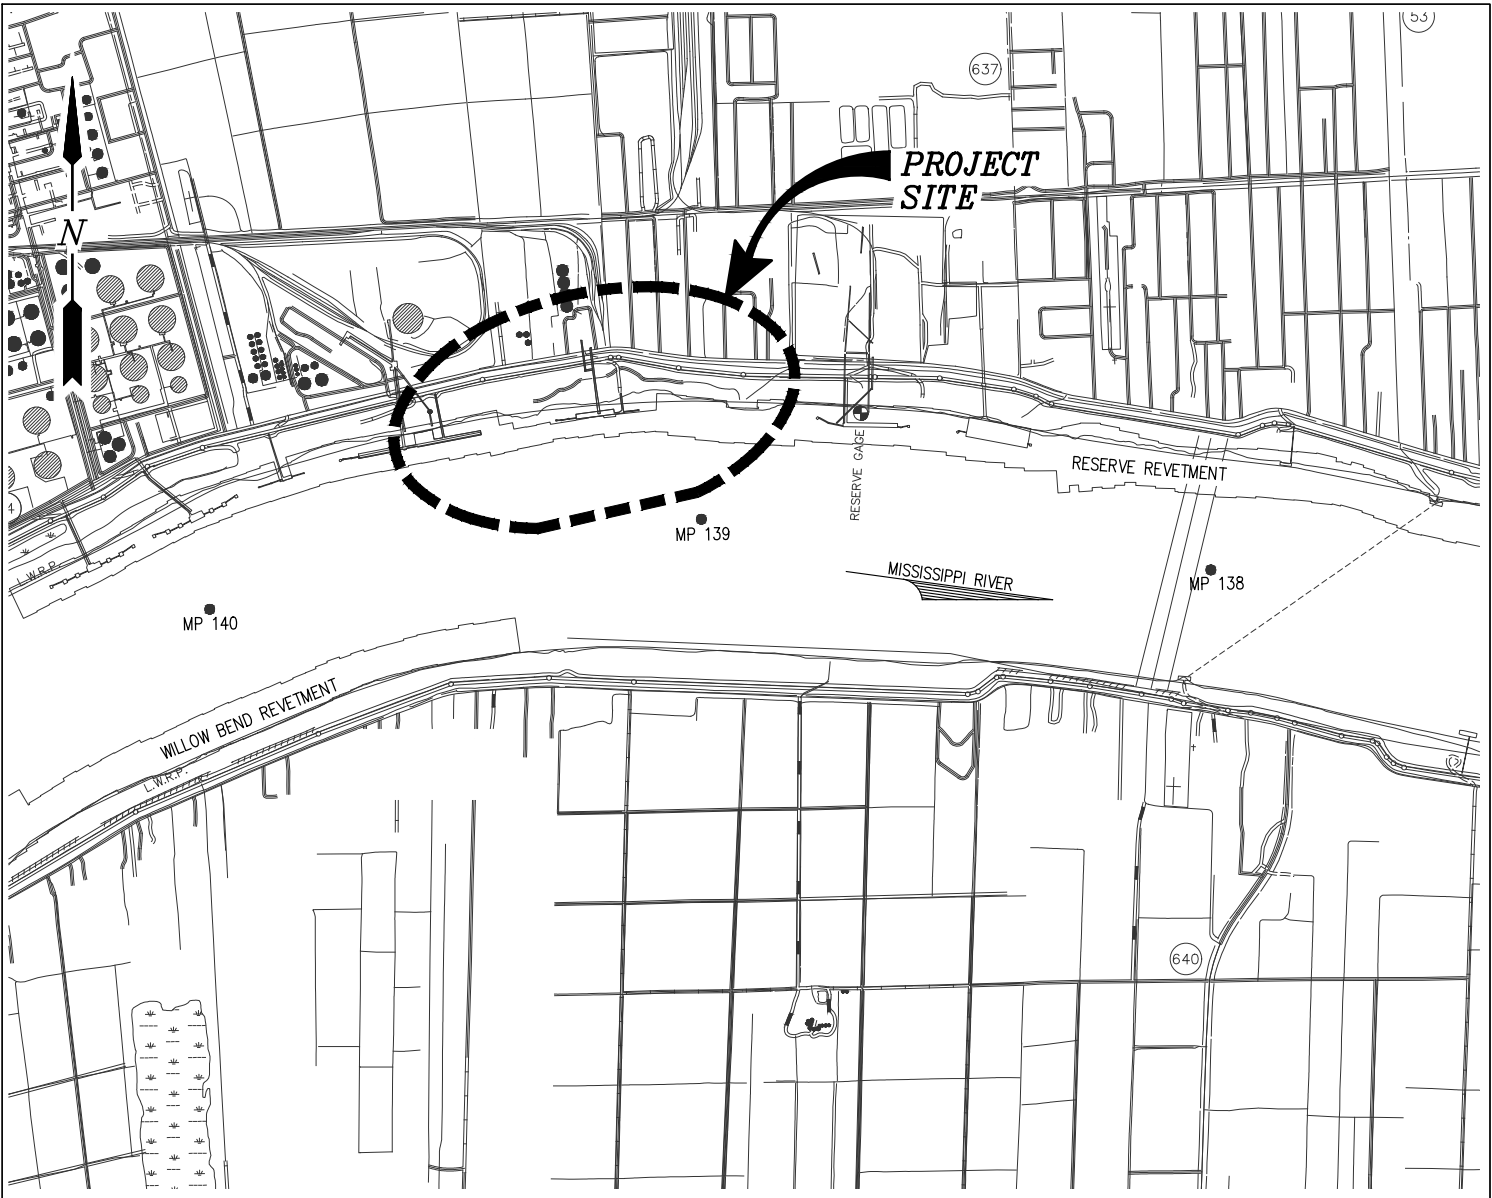 53
637
PROJECT
SITE
N
RESERVE GAGE
RESERVE REVETMENT
4
MP 139
L.W.R.P.
MISSISSIPPI RIVER
MP 138
MP 140
WILLOW BEND REVETMENT
L.W.R.P.
640